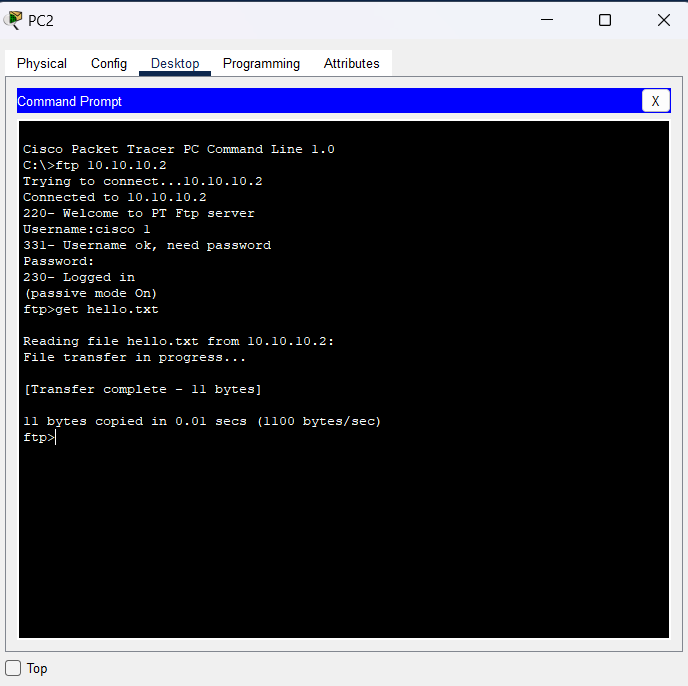 PC2
Physical Config Desktop Programming Attributes
Command Prompt X
Cisco Packet Tracer PC Command Line 1.0
C:\>ftp 10.10.10.2
Trying to connect...10.10.10.2
Connected to 10.10.10.2
220- Welcome to PT Ftp server
Username:cisco 1
331- Username ok, need password
Password:
230- Logged in
(passive mode On)
ftp>get hello.txt
Reading file hello.txt from 10.10.10.2:
File transfer in progress...
[Transfer complete - 11 bytes]
11 bytes copied in 0.01 secs (1100 bytes/sec)
ftp>
Top